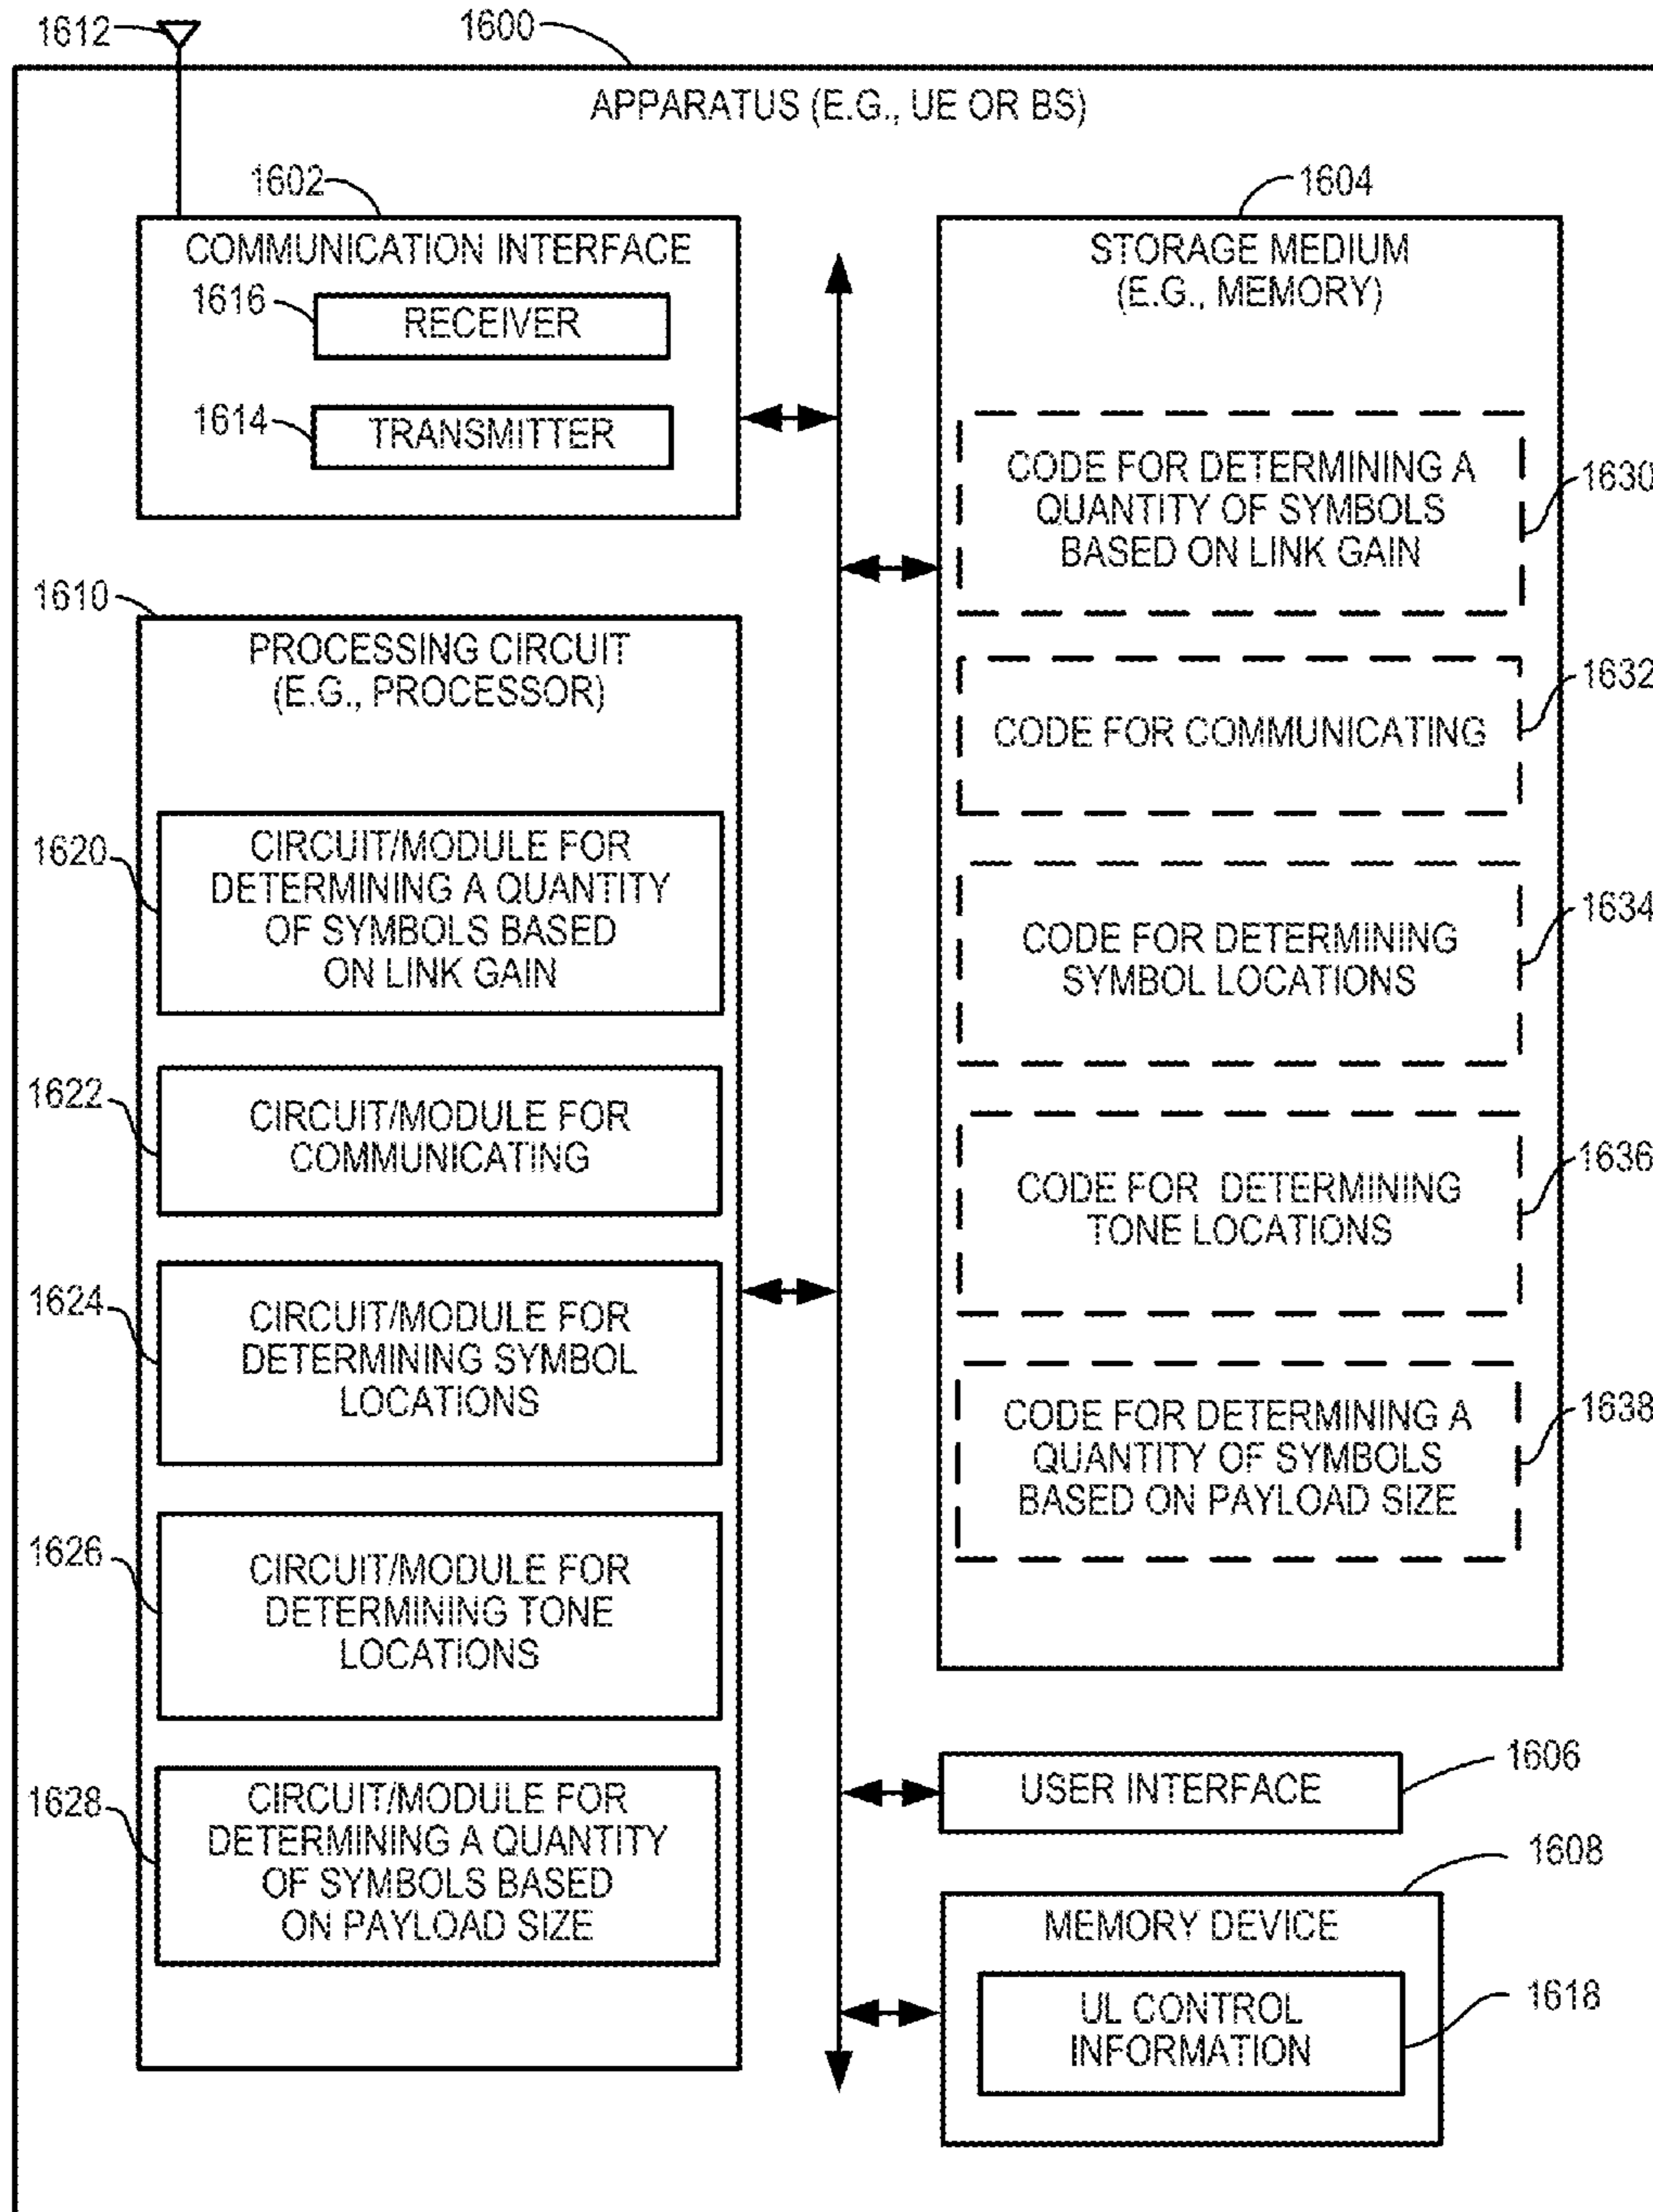 1612
1600
APPARATUS (E.G., UE OR BS)
1602
COMMUNICATION INTERFACE
1616
RECEIVER
1614
TRANSMITTER
1610
PROCESSING CIRCUIT
(E.G., PROCESSOR)
1620
CIRCUIT/MODULE FOR
DETERMINING A QUANTITY
OF SYMBOLS BASED
ON LINK GAIN
1622
CIRCUIT/MODULE FOR
COMMUNICATING
1624
CIRCUIT/MODULE FOR
DETERMINING SYMBOL
LOCATIONS
1626
CIRCUIT/MODULE FOR
DETERMINING TONE
LOCATIONS
1628
CIRCUIT/MODULE FOR
DETERMINING A QUANTITY
OF SYMBOLS BASED
ON PAYLOAD SIZE
1604
STORAGE MEDIUM
(E.G., MEMORY)
CODE FOR DETERMINING A
QUANTITY OF SYMBOLS
BASED ON LINK GAIN
1630
CODE FOR COMMUNICATING
1632
CODE FOR DETERMINING
SYMBOL LOCATIONS
1634
CODE FOR DETERMINING
TONE LOCATIONS
1636
CODE FOR DETERMINING A
QUANTITY OF SYMBOLS
BASED ON PAYLOAD SIZE
1638
USER INTERFACE
1606
1608
MEMORY DEVICE
UL CONTROL
INFORMATION
1618